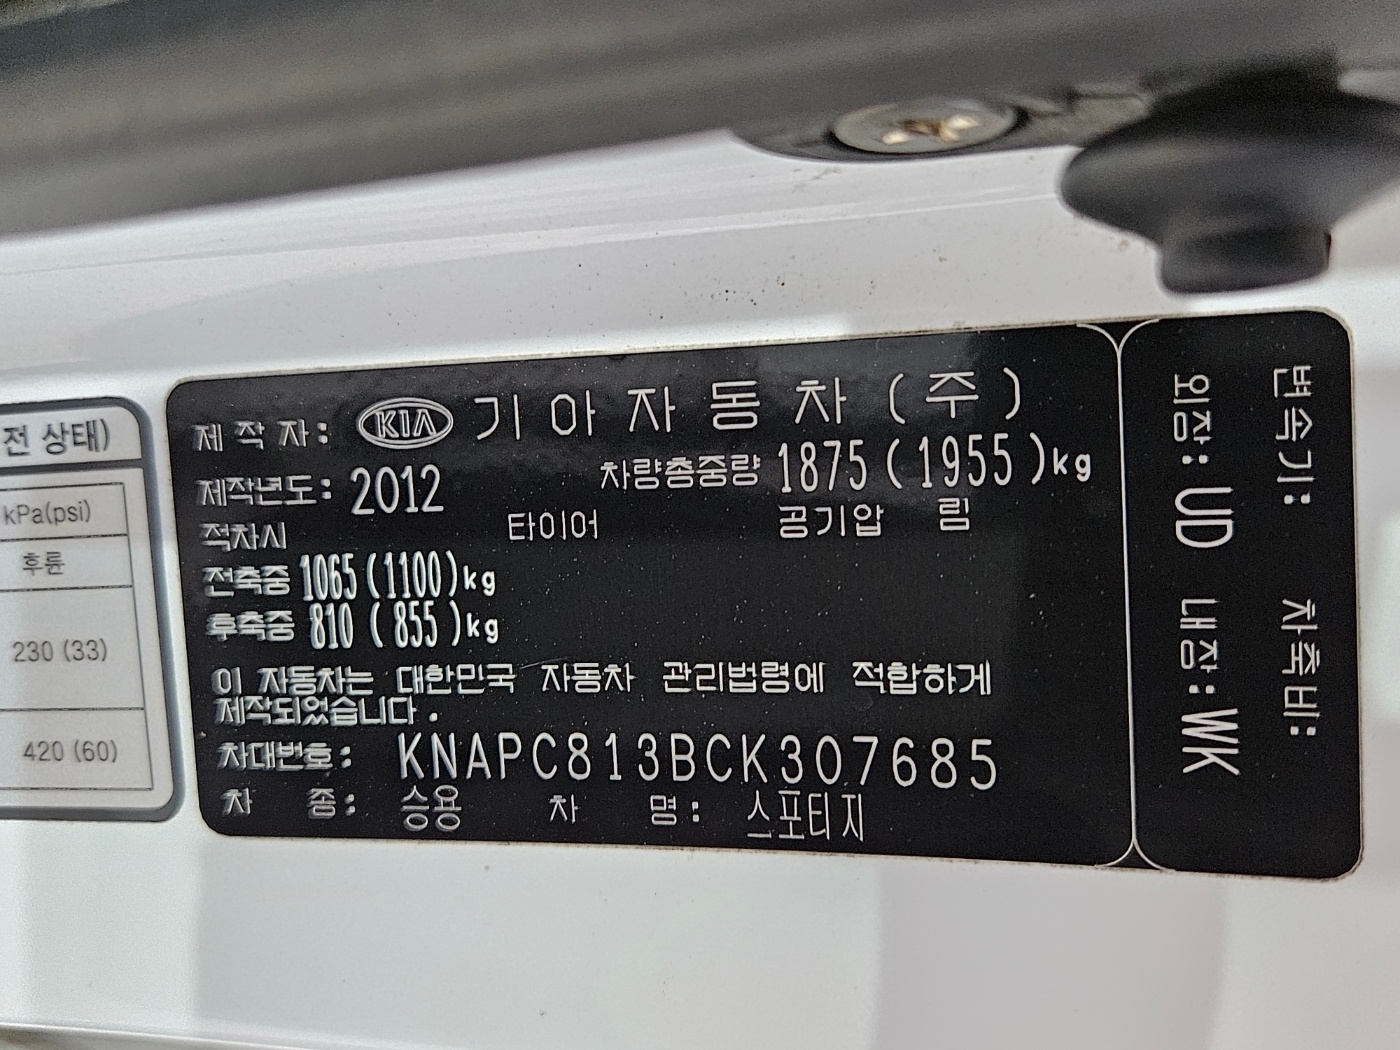 전 상태)
kPa(psi)
후륜
230 (33)
420 (60)
제 작 자: KIA 기아자동차(주)
제작년도: 2012 차량총중량 1875(1955)kg
적차시 타이어 공기압 림
전축중 1065(1100)kg
후축중 810 (855)kg
이 자동차는 대한민국 자동차 관리법령에 적합하게
제작되었습니다.
차대번호: KNAPC813BCK307685
차 종: 승용 차 명: 스포티지
변속기: 차축비:
외장: UD 내장: WK